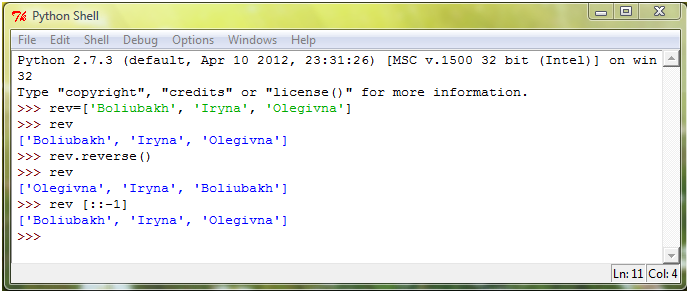 Python Shell
File Edit Shell Debug Options Windows Help
Python 2.7.3 (default, Apr 10 2012, 23:31:26) [MSC v.1500 32 bit (Intel)] on win
32
Type "copyright", "credits" or "license()" for more information.
>>> rev=['Boliubakh', 'Iryna', 'Olegivna']
>>> rev
['Boliubakh', 'Iryna', 'Olegivna']
>>> rev.reverse()
>>> rev
['Olegivna', 'Iryna', 'Boliubakh']
>>> rev [::-1]
['Boliubakh', 'Iryna', 'Olegivna']
>>>
Ln: 11 Col: 4